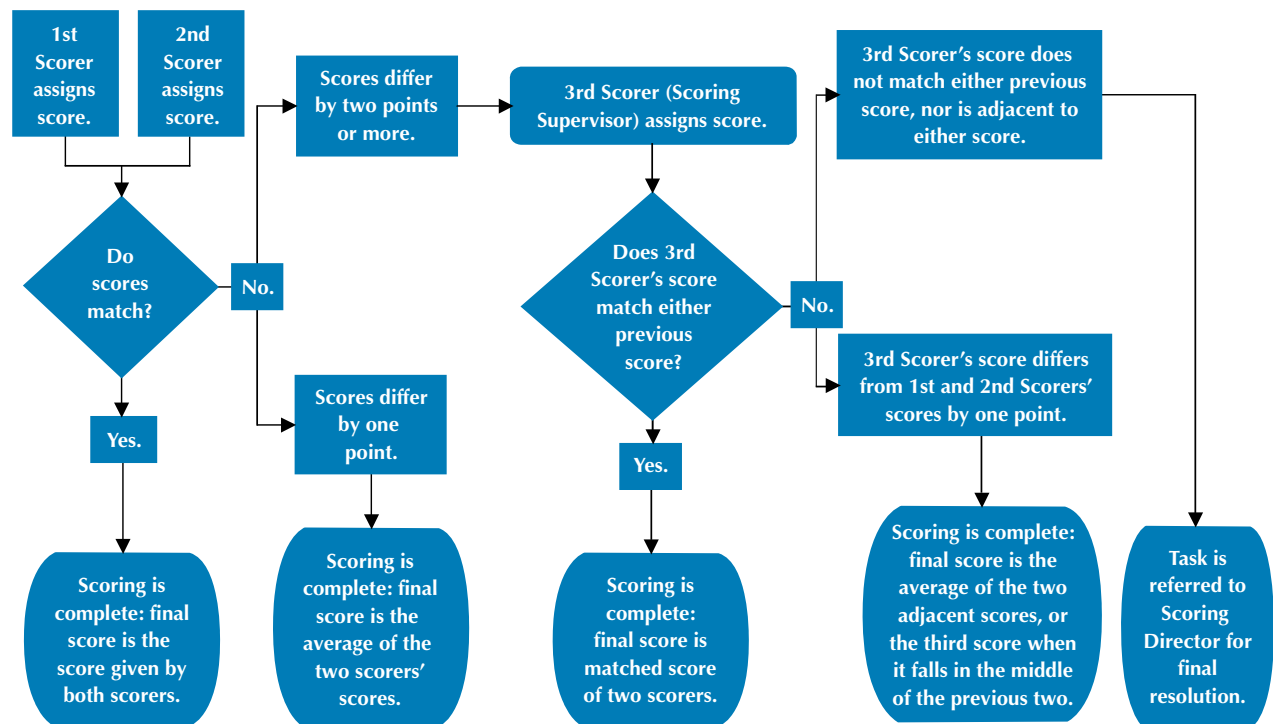 1st
Scorer
assigns
score.
2nd
Scorer
assigns
score.
Do
scores
match?
Yes.
Scoring is
complete: final
score is the
score given by
both scorers.
No.
Scores differ
by two points
or more.
Scores differ
by one
point.
Scoring is
complete: final
score is the
average of the
two scorers’
scores.
3rd Scorer (Scoring
Supervisor) assigns score.
Does 3rd
Scorer’s score
match either
previous
score?
Yes.
Scoring is
complete:
final score is
matched score
of two scorers.
No.
3rd Scorer’s score does
not match either previous
score, nor is adjacent to
either score.
3rd Scorer’s score differs
from 1st and 2nd Scorers’
scores by one point.
Scoring is complete:
final score is the
average of the two
adjacent scores, or
the third score when
it falls in the middle
of the previous two.
Task is
referred to
Scoring
Director for
final
resolution.